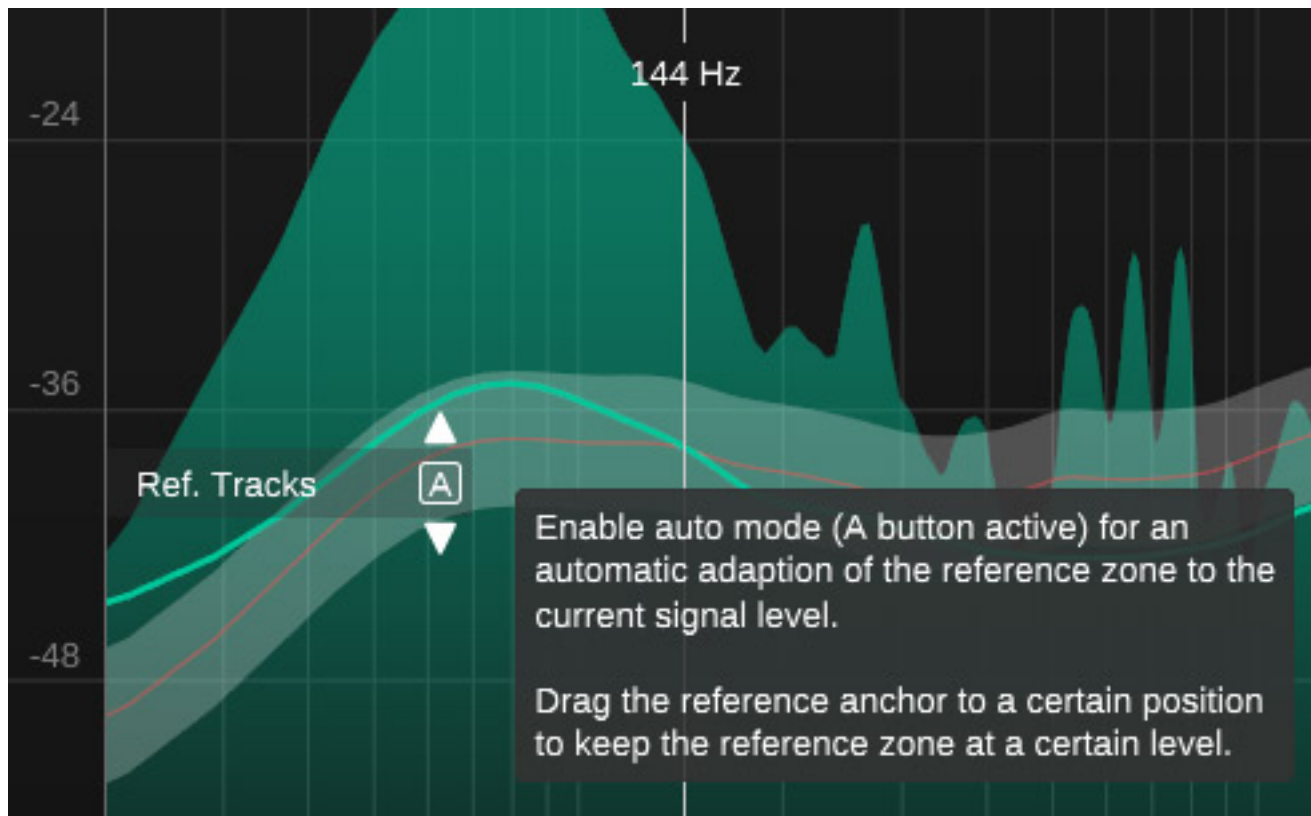 144 Hz
-24
-36
Ref. Tracks
A
Enable auto mode (A button active) for an
automatic adaption of the reference zone to the
current signal level.
-48
Drag the reference anchor to a certain position
to keep the reference zone at a certain level.